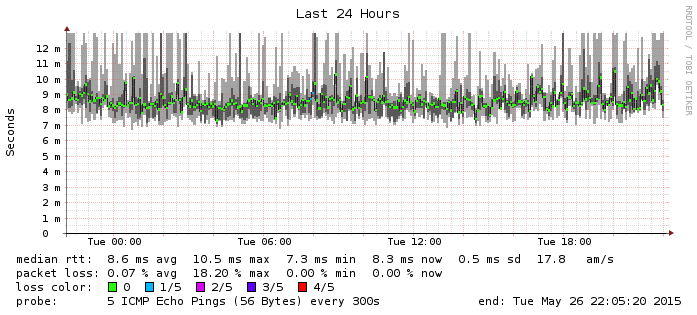 Last 24 Hours
RRDTOOL / TOBI OETIKER
Seconds
12 m
11 m
10 m
9 m
8 m
7 m
6 m
5 m
4 m
3 m
2 m
1 m
0
Tue 00:00 Tue 06:00 Tue 12:00 Tue 18:00
median rtt: 8.6 ms avg 10.5 ms max 7.3 ms min 8.3 ms now 0.5 ms sd 17.8 am/s
packet loss: 0.07 % avg 18.20 % max 0.00 % min 0.00 % now
loss color: 0 1/5 2/5 3/5 4/5
probe: 5 ICMP Echo Pings (56 Bytes) every 300s end: Tue May 26 22:05:20 2015